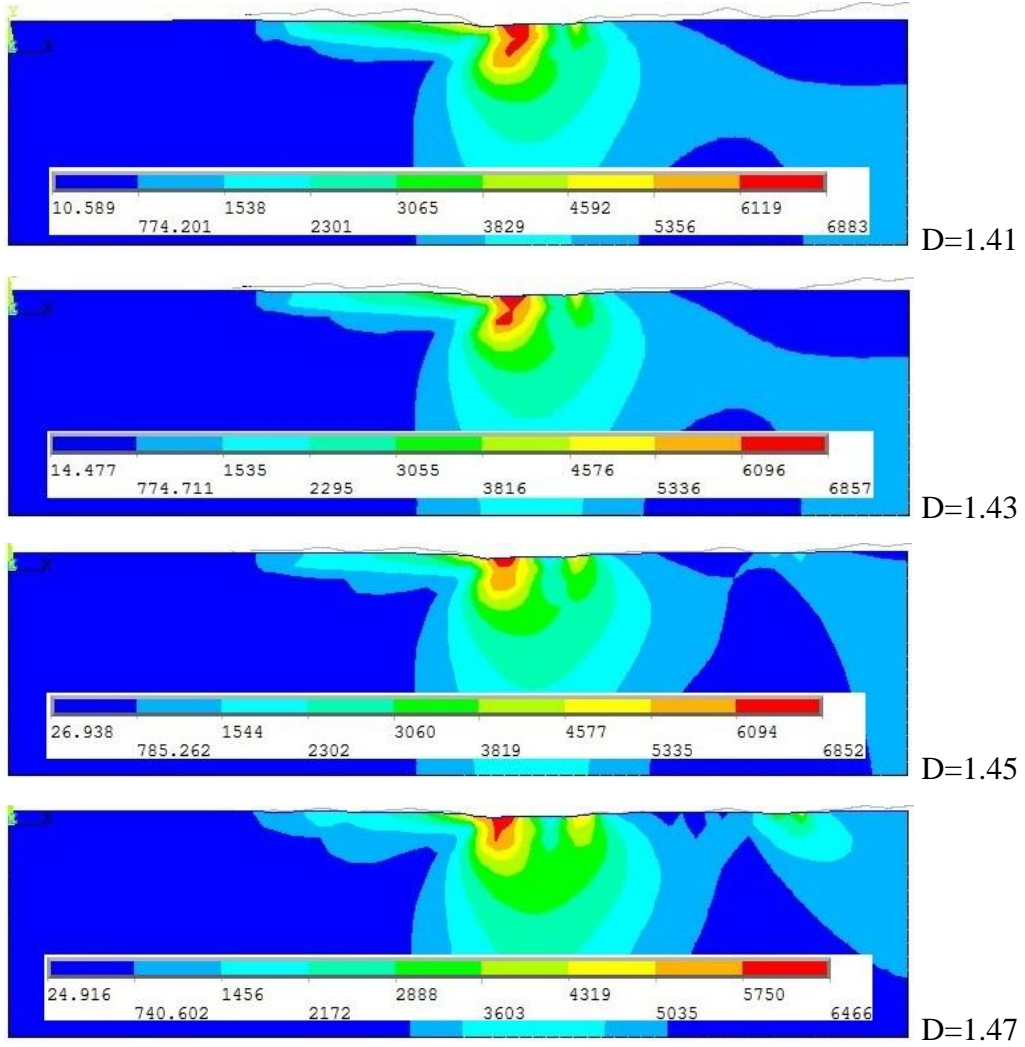 10.589 1538 3065 4592 6119
774.201 2301 3829 5356 6883
D=1.41
14.477 1535 3055 4576 6096
774.711 2295 3816 5336 6857
D=1.43
26.938 1544 3060 4577 6094
785.262 2302 3819 5335 6852
D=1.45
24.916 1456 2888 4319 5750
740.602 2172 3603 5035 6466
D=1.47